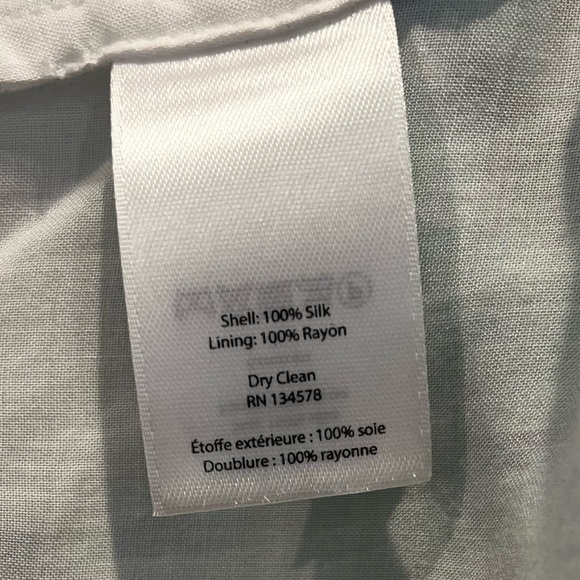 Shell: 100% Silk
Lining: 100% Rayon
Dry Clean
RN 134578
Étoffe extérieure : 100% soie
Doublure : 100% rayonne